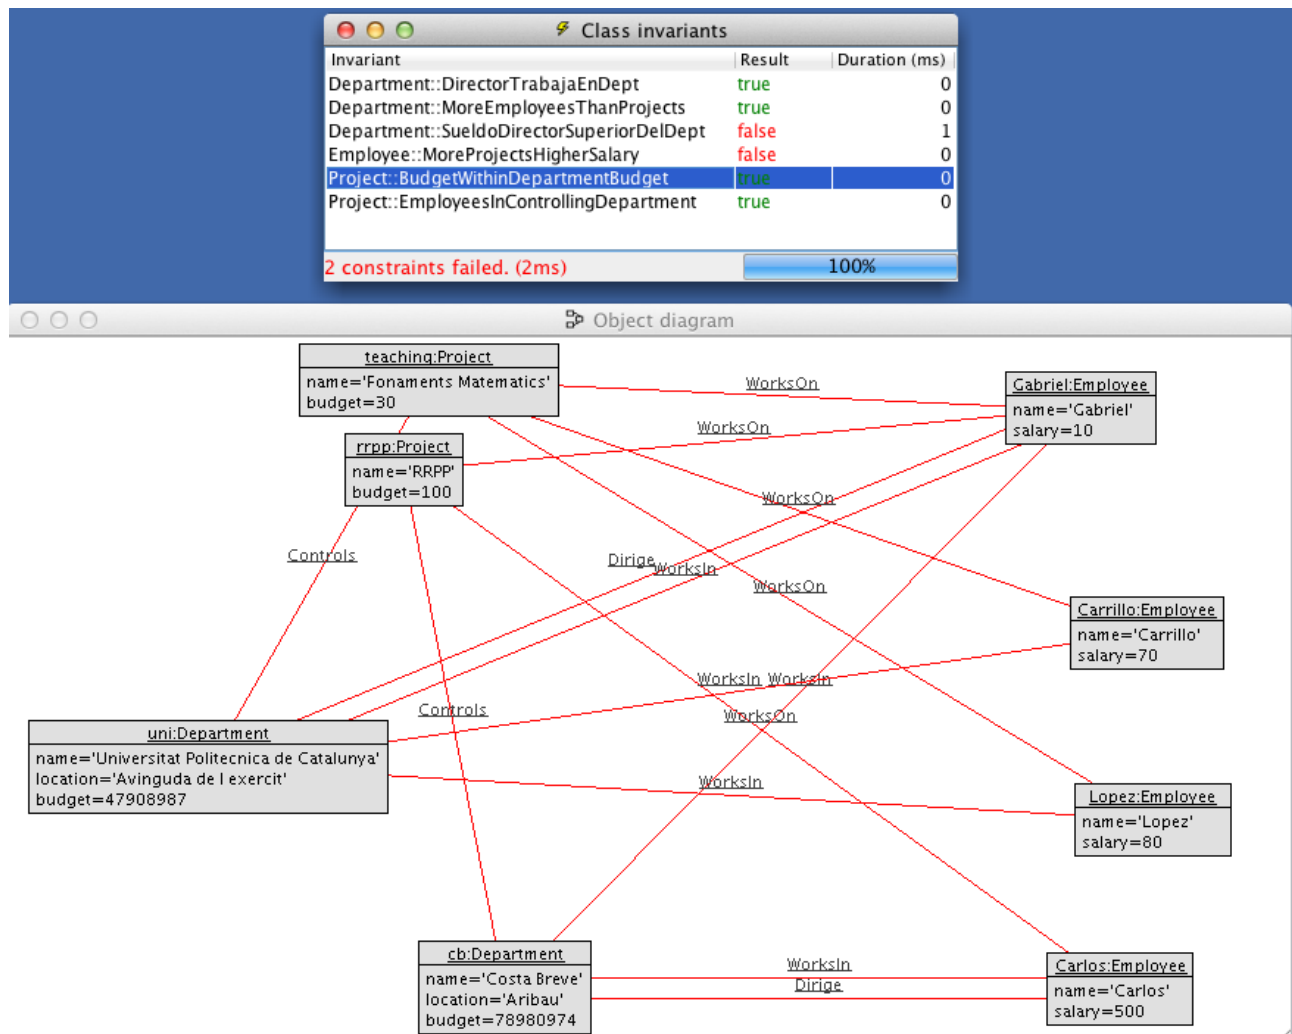 Class invariants
Invariant Result Duration (ms)
Department::DirectorTrabajaEnDept true 0
Department::MoreEmployeesThanProjects true 0
Department::SueldoDirectorSuperiorDelDept false 1
Employee::MoreProjectsHigherSalary false 0
Project::BudgetWithinDepartmentBudget true 0
Project::EmployeesInControllingDepartment true 0
2 constraints failed. (2ms) 100%
Object diagram
teaching:Project
name='Fonaments Matematics'
budget=30
WorksOn
Gabriel:Employee
name='Gabriel'
salary=10
WorksOn
rrpp:Project
name='RRPP'
budget=100
WorksOn
Controls
Dirige
WorksIn
WorksOn
Carrillo:Employee
name='Carrillo'
salary=70
WorksIn WorksIn
Controls
WorksOn
uni:Department
name='Universitat Politecnica de Catalunya'
location='Avinguda de l exercit'
budget=47908987
WorksIn
Lopez:Employee
name='Lopez'
salary=80
cb:Department
name='Costa Breve'
location='Aribau'
budget=78980974
WorksIn
Dirige
Carlos:Employee
name='Carlos'
salary=500